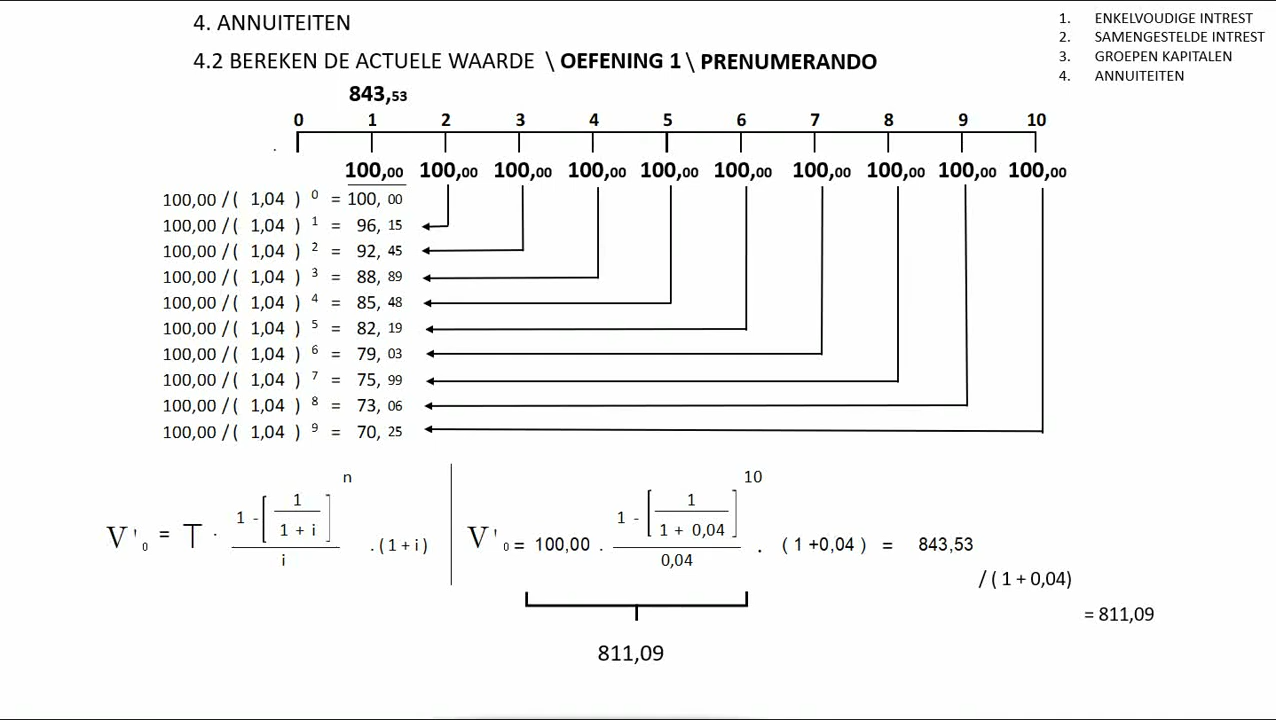 4. ANNUITEITEN
4.2 BEREKEN DE ACTUELE WAARDE \ OEFENING 1 \ PRENUMERANDO
1. ENKELVOUDIGE INTREST
2. SAMENGESTELDE INTREST
3. GROEPEN KAPITALEN
4. ANNUITEITEN
843,53
0 1 2 3 4 5 6 7 8 9 10
100,00 100,00 100,00 100,00 100,00 100,00 100,00 100,00 100,00 100,00
100,00 / ( 1,04 ) 0 = 100, 00
100,00 / ( 1,04 ) 1 = 96, 15
100,00 / ( 1,04 ) 2 = 92, 45
100,00 / ( 1,04 ) 3 = 88, 89
100,00 / ( 1,04 ) 4 = 85, 48
100,00 / ( 1,04 ) 5 = 82, 19
100,00 / ( 1,04 ) 6 = 79, 03
100,00 / ( 1,04 ) 7 = 75, 99
100,00 / ( 1,04 ) 8 = 73, 06
100,00 / ( 1,04 ) 9 = 70, 25
n
1
1 - [ ]
1 + i
V'0 = T . . ( 1 + i )
i
10
1
1 - [ ]
1 + 0,04
V'0 = 100,00 . . ( 1 +0,04 ) = 843,53
0,04
/ ( 1 + 0,04)
= 811,09
811,09